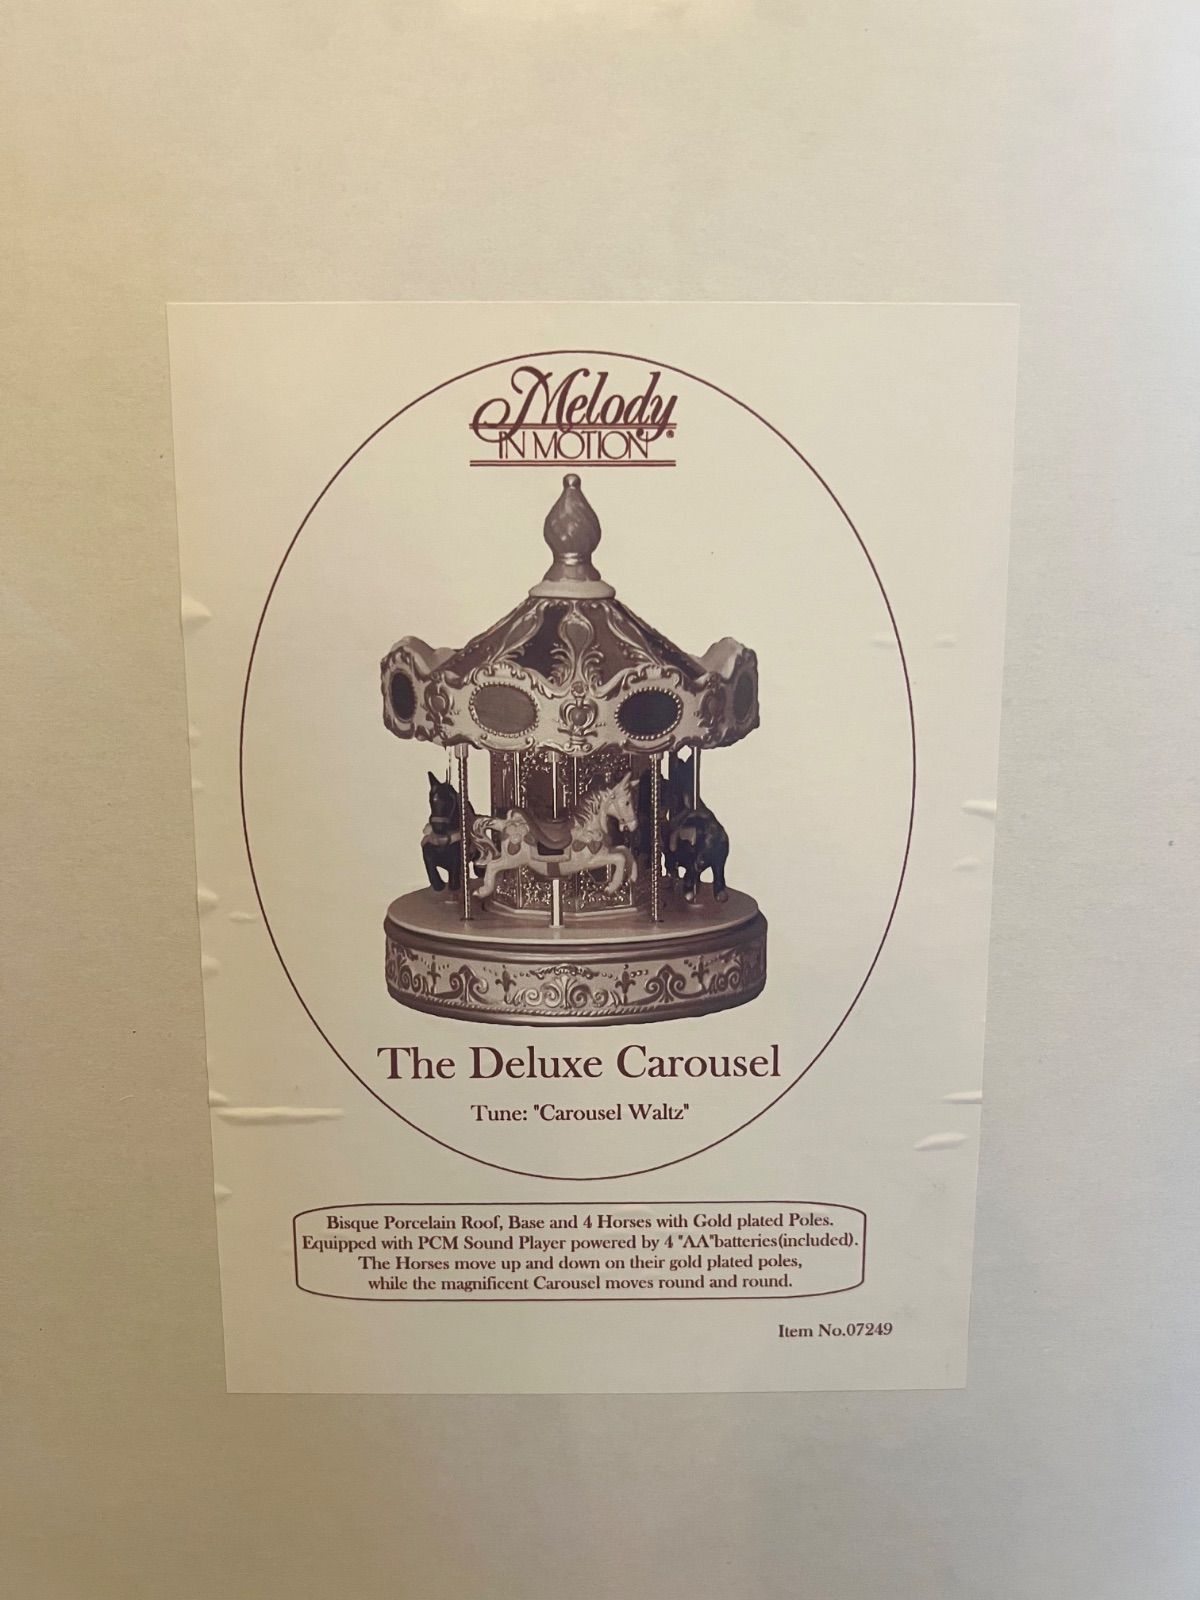 Melody
IN MOTION®
The Deluxe Carousel
Tune: "Carousel Waltz"
Bisque Porcelain Roof, Base and 4 Horses with Gold plated Poles.
Equipped with PCM Sound Player powered by 4 "AA"batteries(included).
The Horses move up and down on their gold plated poles,
while the magnificent Carousel moves round and round.
Item No.07249